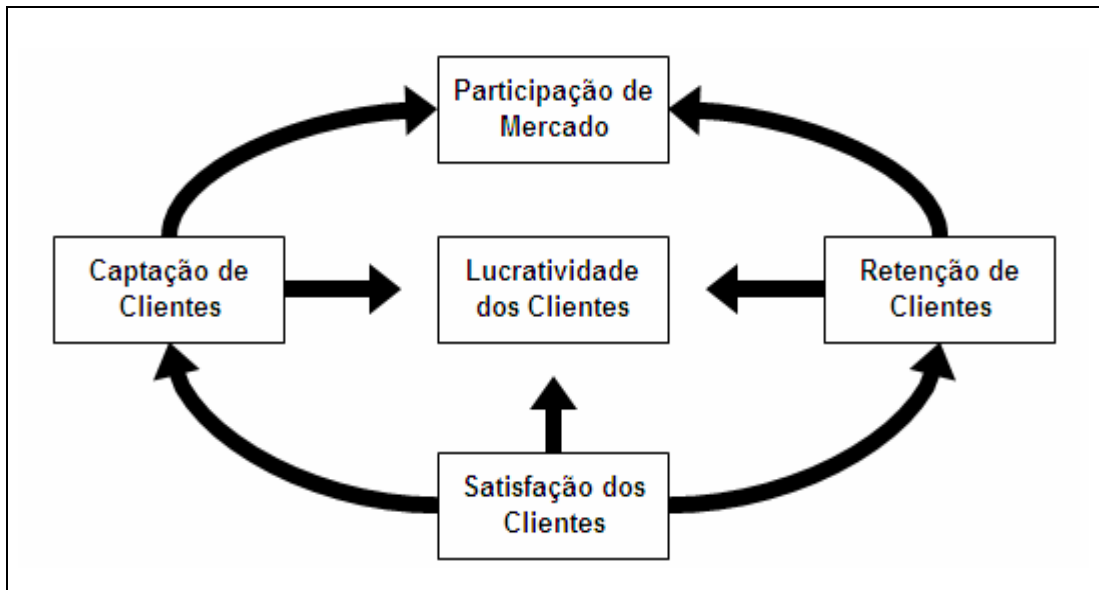 Participação de
Mercado
Captação de
Clientes
Lucratividade
dos Clientes
Retenção de
Clientes
Satisfação dos
Clientes